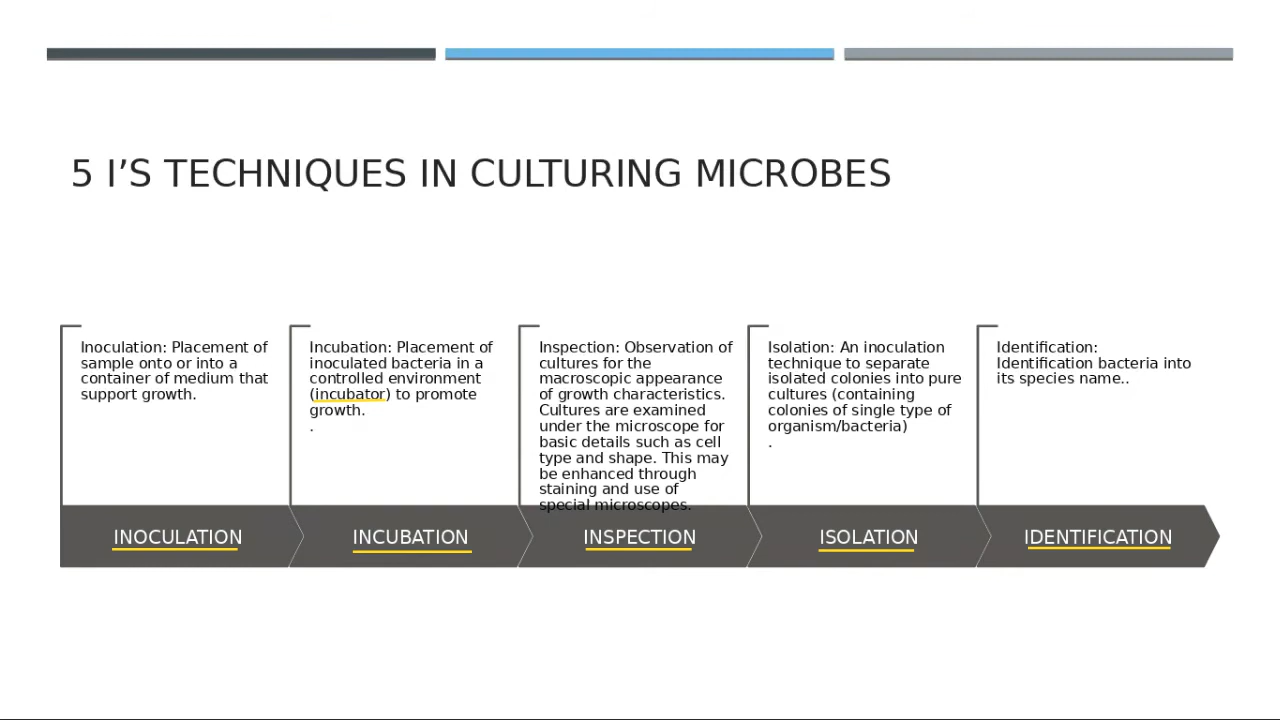 5 I’S TECHNIQUES IN CULTURING MICROBES
Inoculation: Placement of
sample onto or into a
container of medium that
support growth.
Incubation: Placement of
inoculated bacteria in a
controlled environment
(incubator) to promote
growth.
.
Inspection: Observation of
cultures for the
macroscopic appearance
of growth characteristics.
Cultures are examined
under the microscope for
basic details such as cell
type and shape. This may
be enhanced through
staining and use of
special microscopes.
Isolation: An inoculation
technique to separate
isolated colonies into pure
cultures (containing
colonies of single type of
organism/bacteria)
.
Identification:
Identification bacteria into
its species name..
INOCULATION
INCUBATION
INSPECTION
ISOLATION
IDENTIFICATION